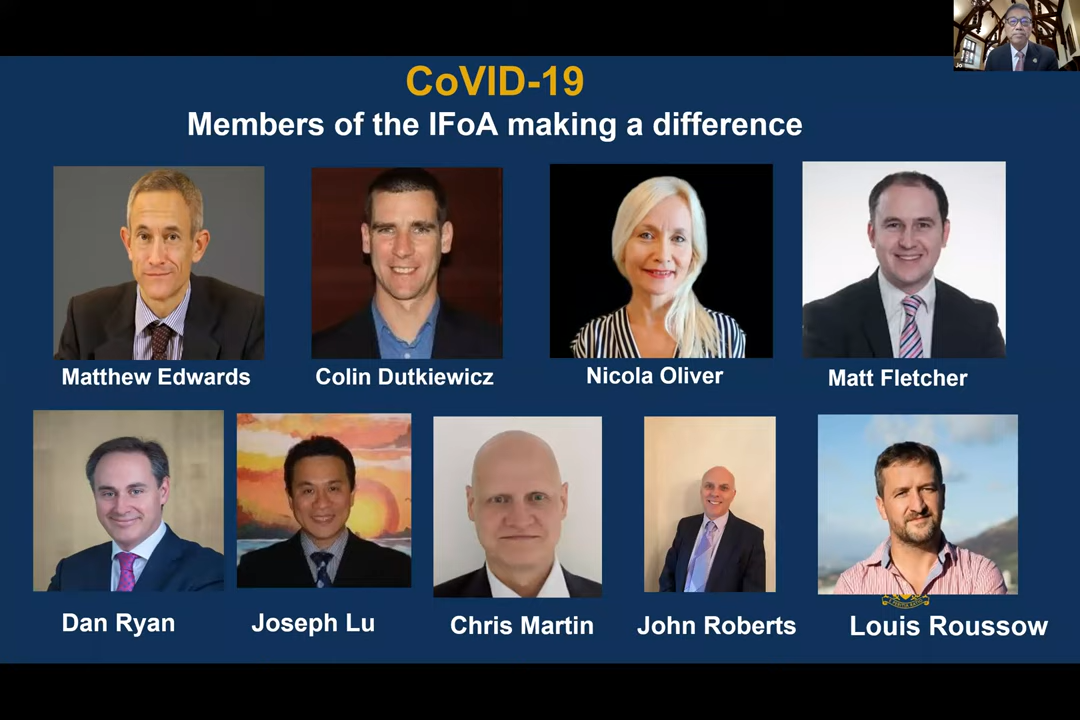 CoVID-19
Members of the IFoA making a difference
Matthew Edwards
Colin Dutkiewicz
Nicola Oliver
Matt Fletcher
Dan Ryan
Joseph Lu
Chris Martin
John Roberts
Louis Roussow
Jo